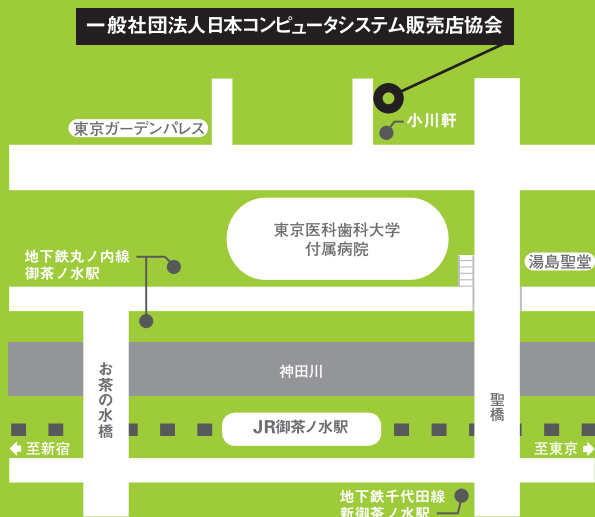 一般社団法人日本コンピュータシステム販売店協会
小川軒
東京ガーデンパレス
東京医科歯科大学
付属病院
地下鉄丸ノ内線
御茶ノ水駅
湯島聖堂
お茶の水橋
神田川
聖橋
JR御茶ノ水駅
至新宿
至東京
地下鉄千代田線
新御茶ノ水駅